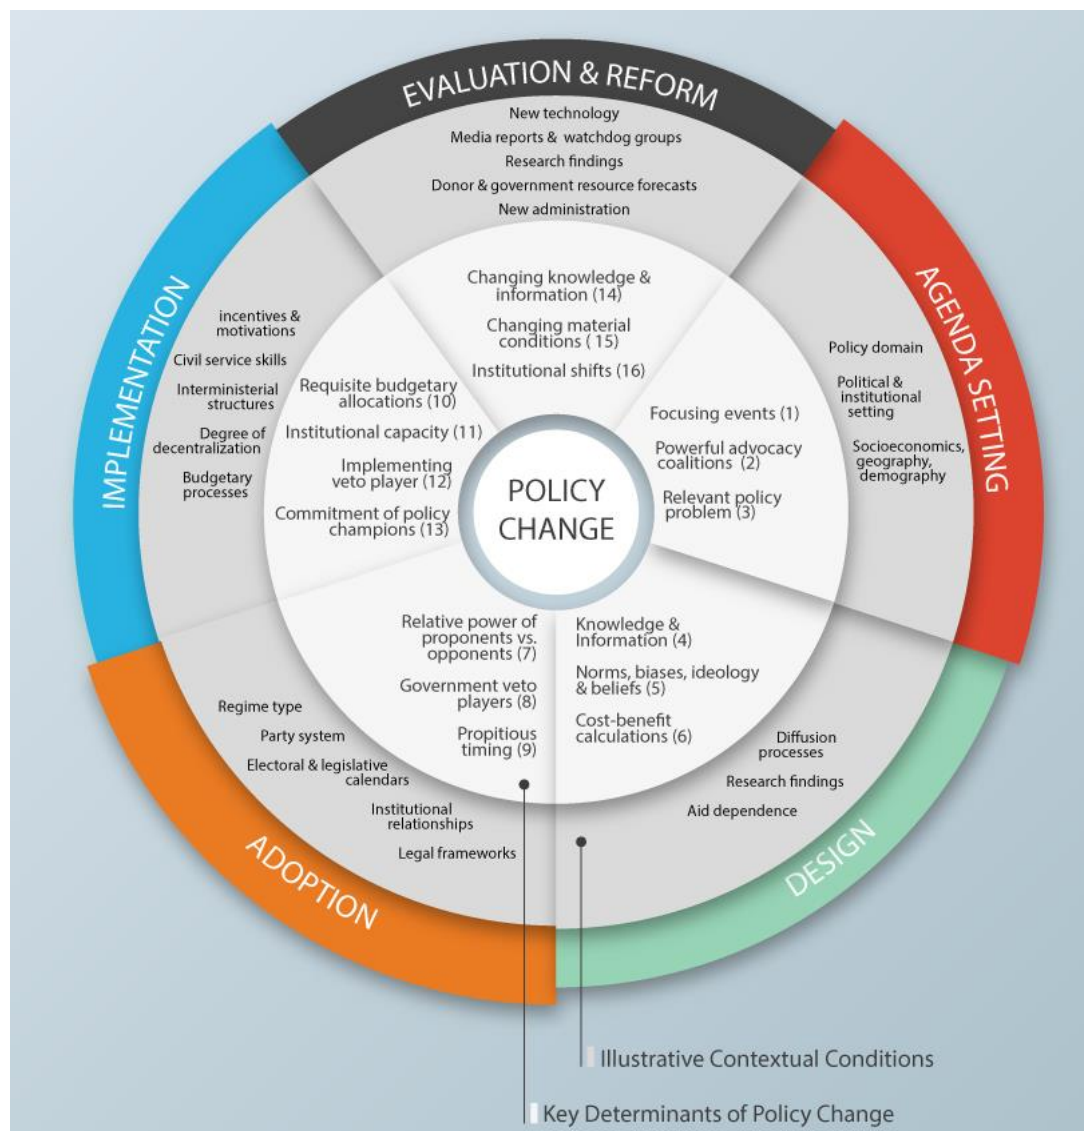 EVALUATION & REFORM
New technology
Media reports & watchdog groups
Research findings
Donor & government resource forecasts
New administration
Changing knowledge &
information (14)
Changing material
conditions ( 15)
Institutional shifts (16)
AGENDA SETTING
Policy domain
Political &
institutional
setting
Socioeconomics,
geography,
demography
Focusing events (1)
Powerful advocacy
coalitions  (2)
Relevant policy
problem (3)
DESIGN
Diffusion
processes
Research findings
Aid dependence
Knowledge &
Information (4)
Norms, biases, ideology
& beliefs (5)
Cost-benefit
calculations (6)
ADOPTION
Regime type
Party system
Electoral & legislative
calendars
Institutional
relationships
Legal frameworks
Relative power of
proponents vs.
opponents (7)
Government veto
players (8)
Propitious
timing (9)
IMPLEMENTATION
incentives &
motivations
Civil service skills
Interministerial
structures
Degree of
decentralization
Budgetary
processes
Requisite budgetary
allocations (10)
Institutional capacity (11)
Implementing
veto player (12)
Commitment of policy
champions (13)
POLICY
CHANGE
Illustrative Contextual Conditions
Key Determinants of Policy Change